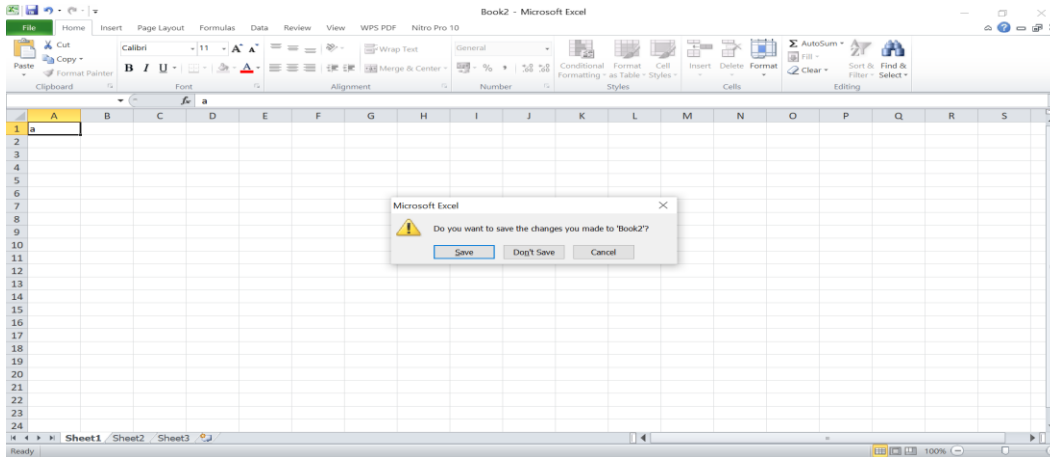 Book2 - Microsoft Excel
File Home Insert Page Layout Formulas Data Review View WPS PDF Nitro Pro 10
Paste
Cut
Copy
Format Painter
Clipboard
Calibri 11 A A
B I U A
Font
Wrap Text
Merge & Center
Alignment
General
% , .0 .00 .00 .0
Number
Conditional Formatting
Format as Table
Cell Styles
Styles
Insert Delete Format
Cells
Σ AutoSum
Fill
Clear
Sort & Filter
Find & Select
Editing
fx a
A B C D E F G H I J K L M N O P Q R S
1 a
2
3
4
5
6
7
8
9
10
11
12
13
14
15
16
17
18
19
20
21
22
23
24
Microsoft Excel
Do you want to save the changes you made to 'Book2'?
Save Don't Save Cancel
Sheet1 Sheet2 Sheet3
Ready 100%